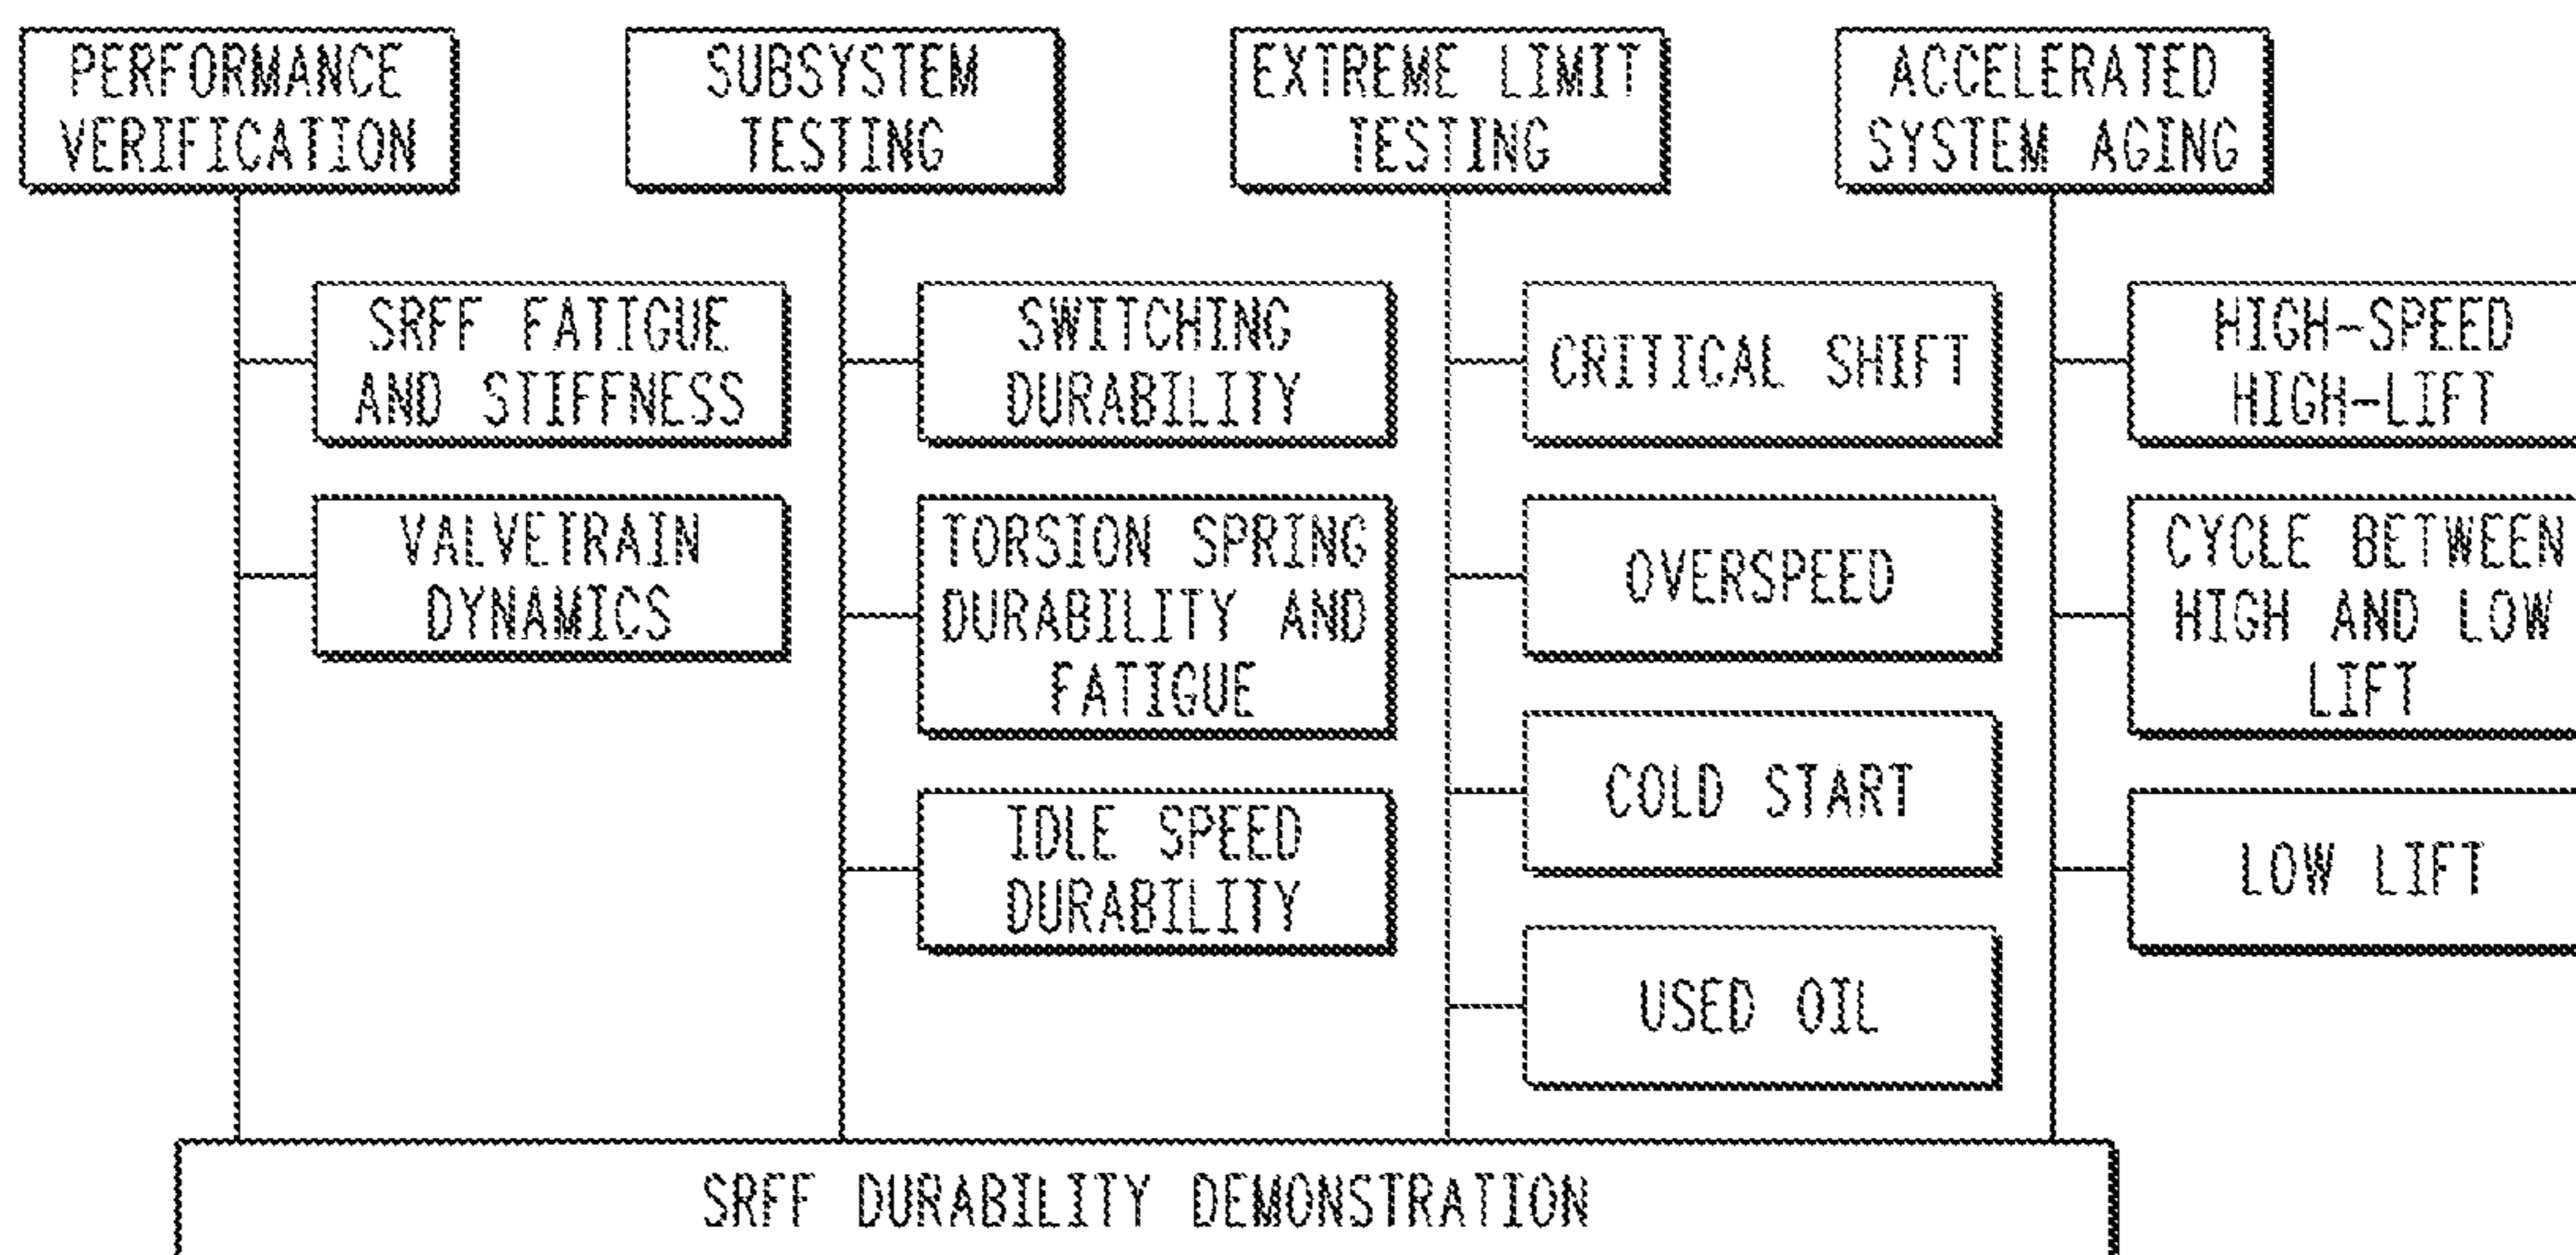 PERFORMANCE
VERIFICATION
SRFF FATIGUE
AND STIFFNESS
VALVETRAIN
DYNAMICS
SUBSYSTEM
TESTING
SWITCHING
DURABILITY
TORSION SPRING
DURABILITY AND
FATIGUE
IDLE SPEED
DURABILITY
EXTREME LIMIT
TESTING
CRITICAL SHIFT
OVERSPEED
COLD START
USED OIL
ACCELERATED
SYSTEM AGING
HIGH-SPEED
HIGH-LIFT
CYCLE BETWEEN
HIGH AND LOW
LIFT
LOW LIFT
SRFF DURABILITY DEMONSTRATION